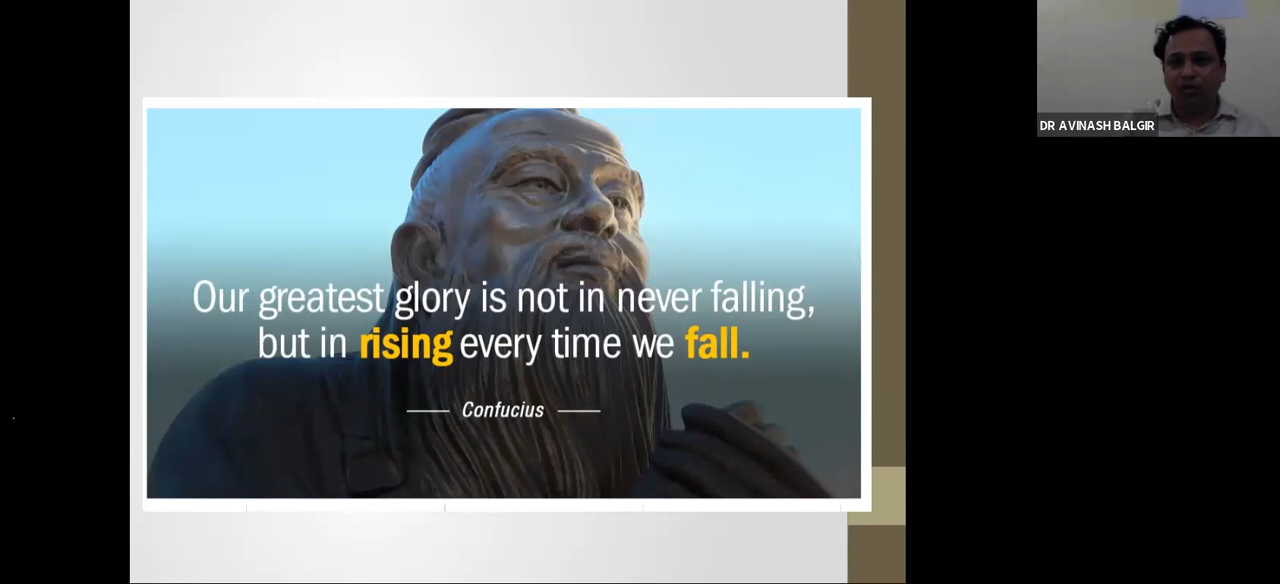 Our greatest glory is not in never falling,
but in rising every time we fall.
Confucius
DR AVINASH BALGIR